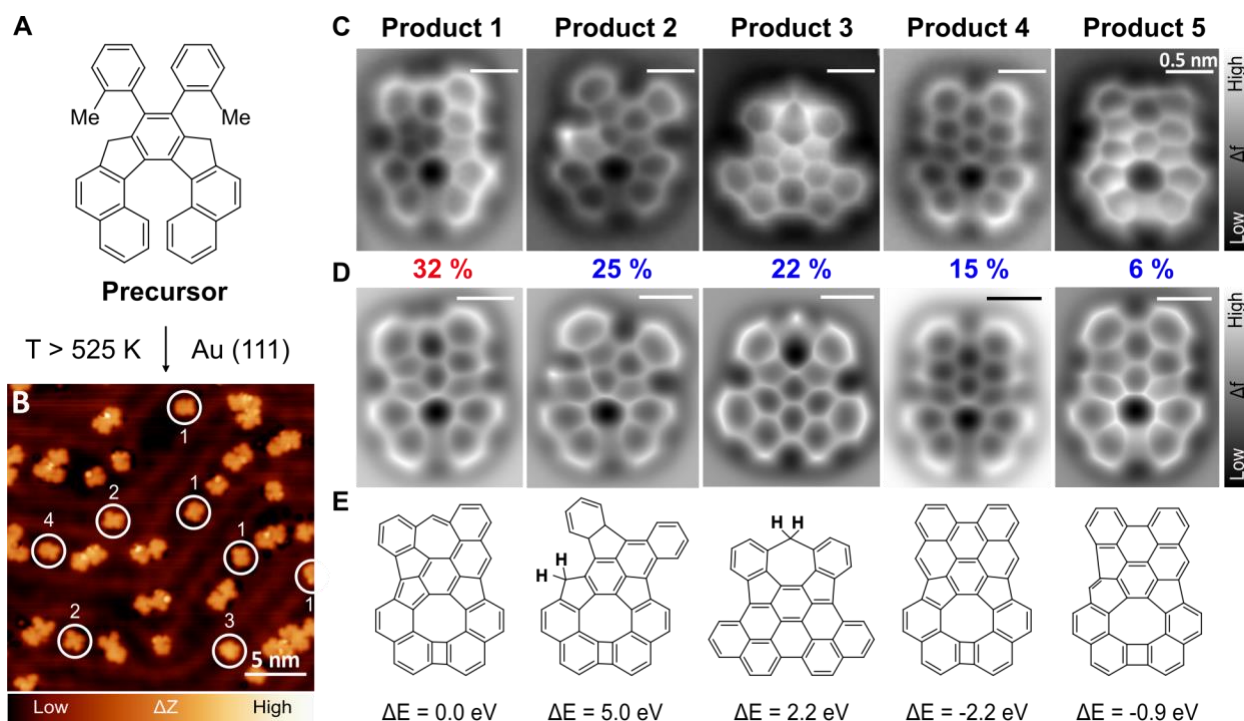 A
Me
Me
Precursor
T > 525 K
Au (111)
B
1
2
1
4
1
1
2
3
5 nm
Low
ΔZ
High
C
Product 1
Product 2
Product 3
Product 4
Product 5
0.5 nm
High
Δf
Low
32 %
25 %
22 %
15 %
6 %
D
High
Δf
Low
E
H
H
H H
ΔE = 0.0 eV
ΔE = 5.0 eV
ΔE = 2.2 eV
ΔE = -2.2 eV
ΔE = -0.9 eV